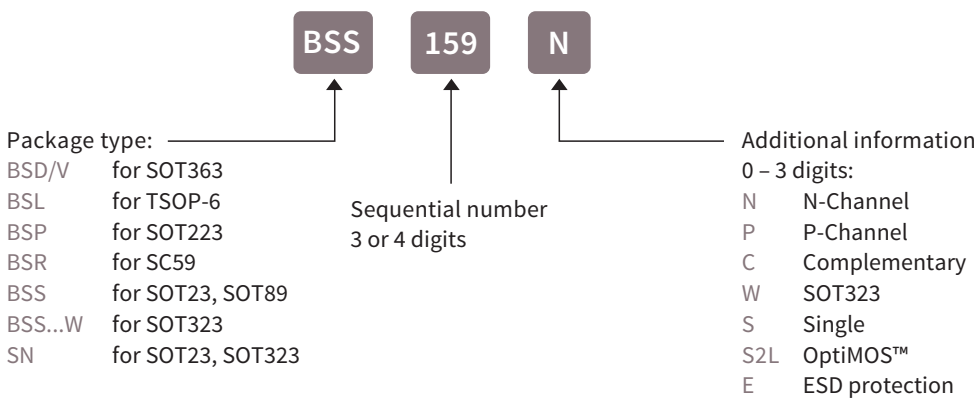 BSS 159 N
Package type:
BSD/V for SOT363
BSL for TSOP-6
BSP for SOT223
BSR for SC59
BSS for SOT23, SOT89
BSS...W for SOT323
SN for SOT23, SOT323
Sequential number
3 or 4 digits
Additional information
0 – 3 digits:
N N-Channel
P P-Channel
C Complementary
W SOT323
S Single
S2L OptiMOS™
E ESD protection